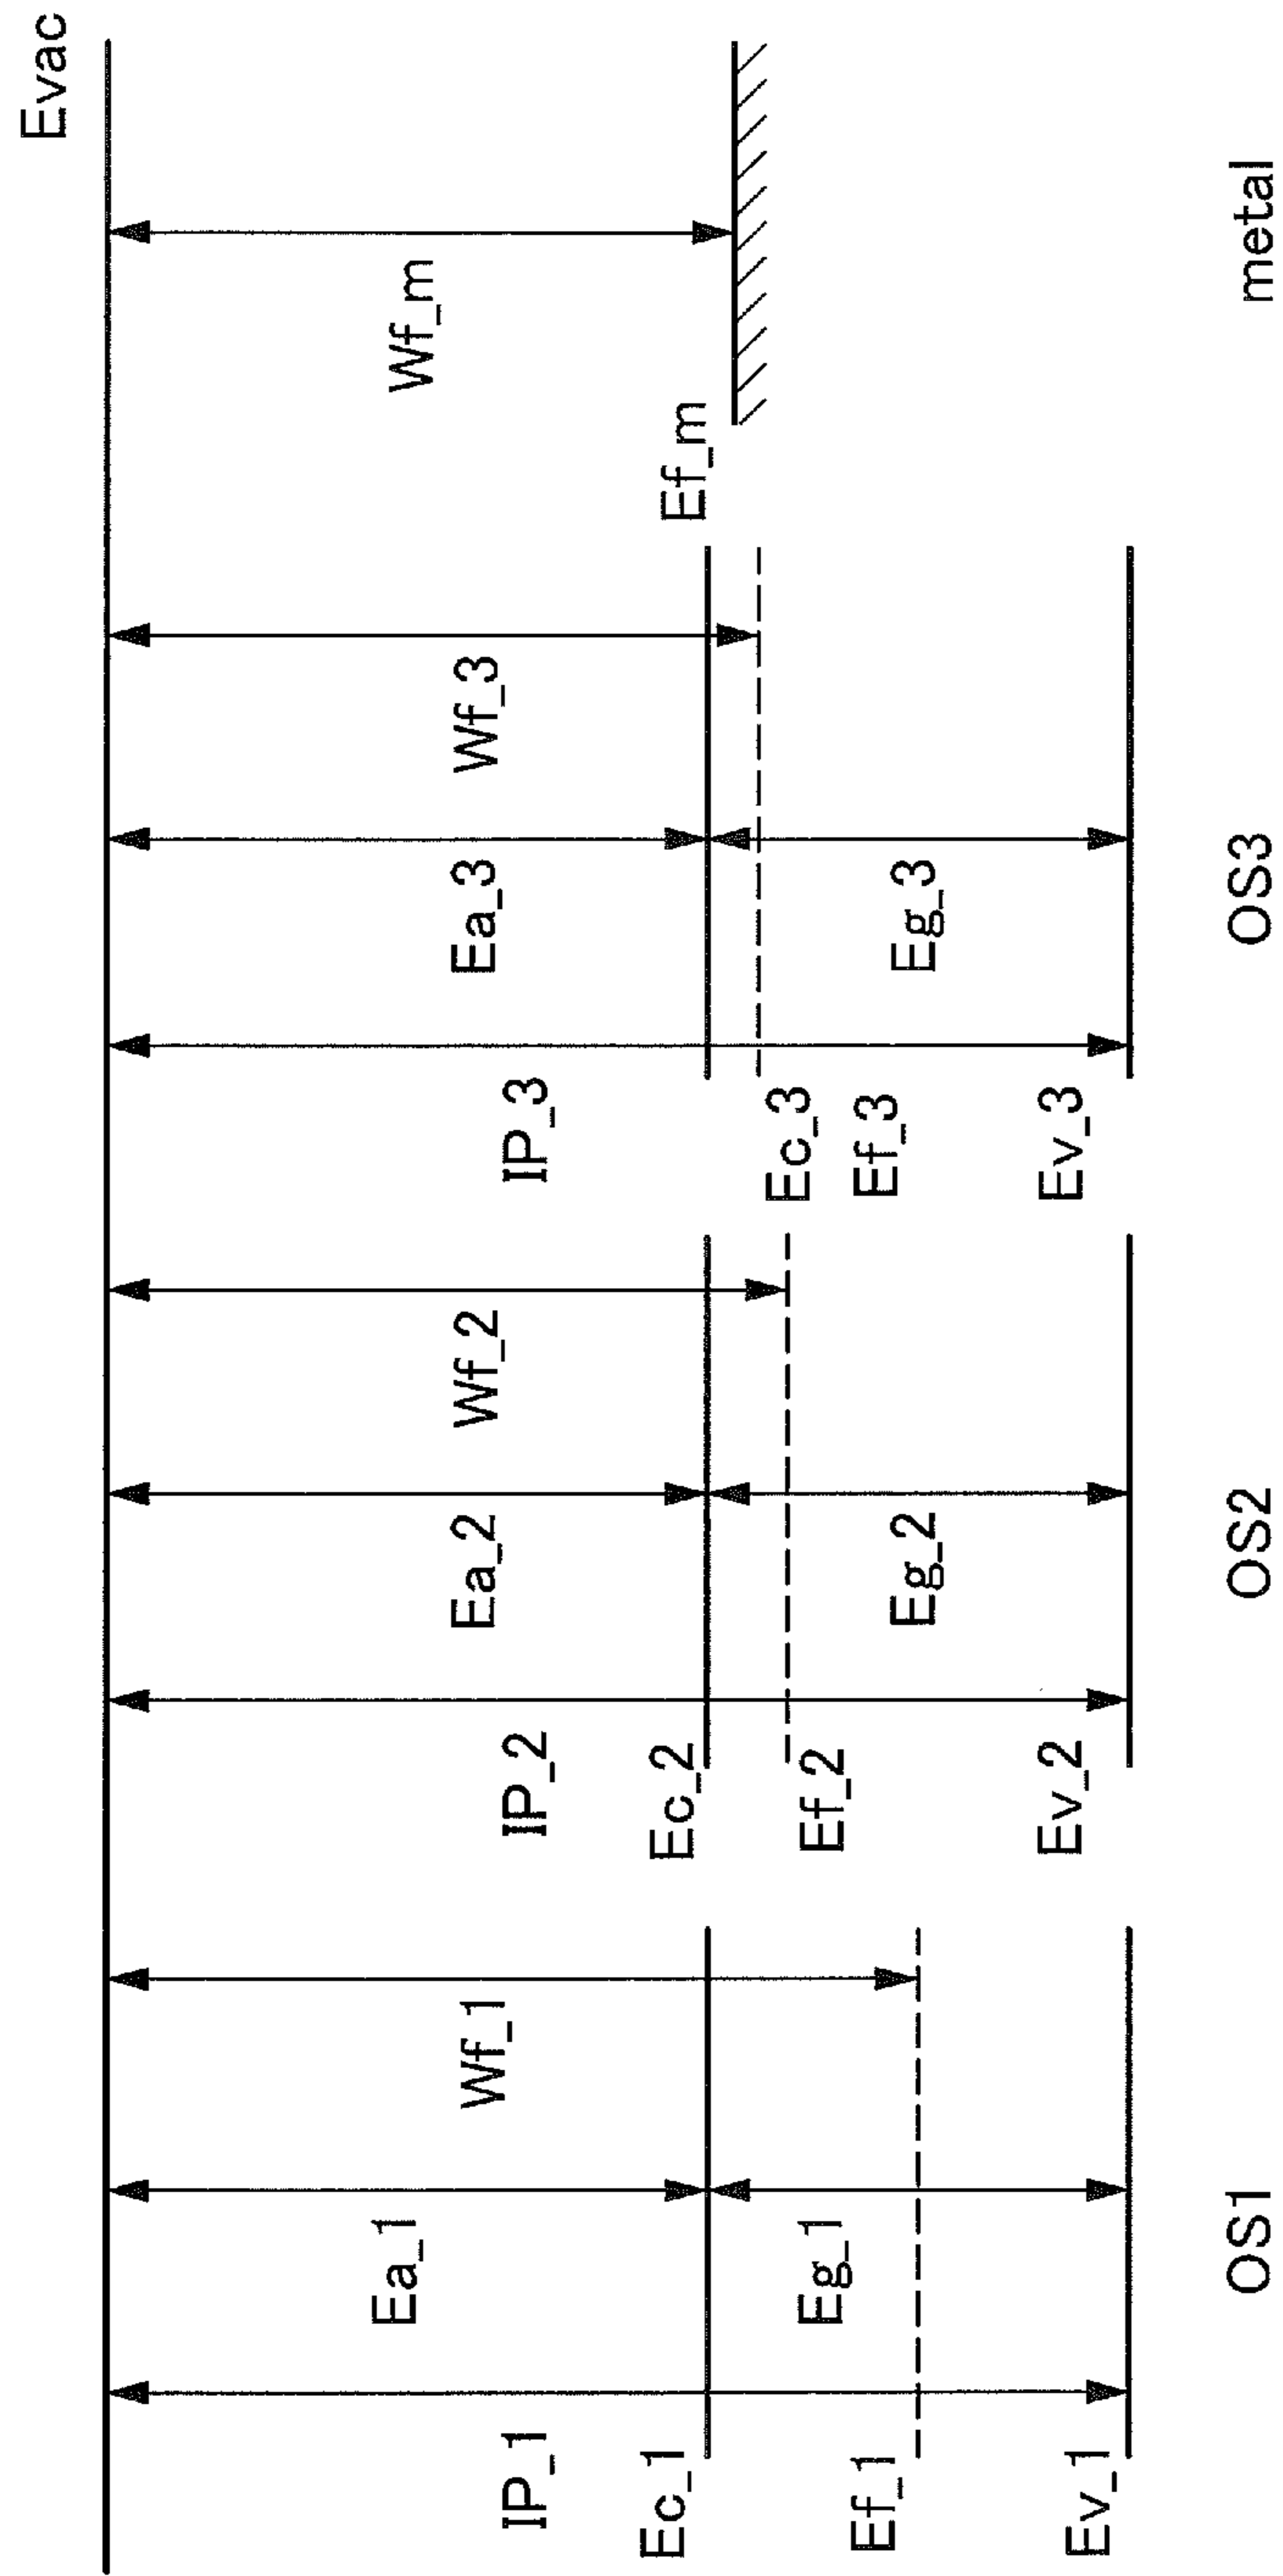 Evac
IP_1
Ea_1
Wf_1
Ec_1
Eg_1
Ef_1
Ev_1
OS1
IP_2
Ea_2
Wf_2
Ec_2
Eg_2
Ef_2
Ev_2
OS2
IP_3
Ea_3
Wf_3
Ec_3
Eg_3
Ef_3
Ev_3
OS3
Wf_m
Ef_m
metal